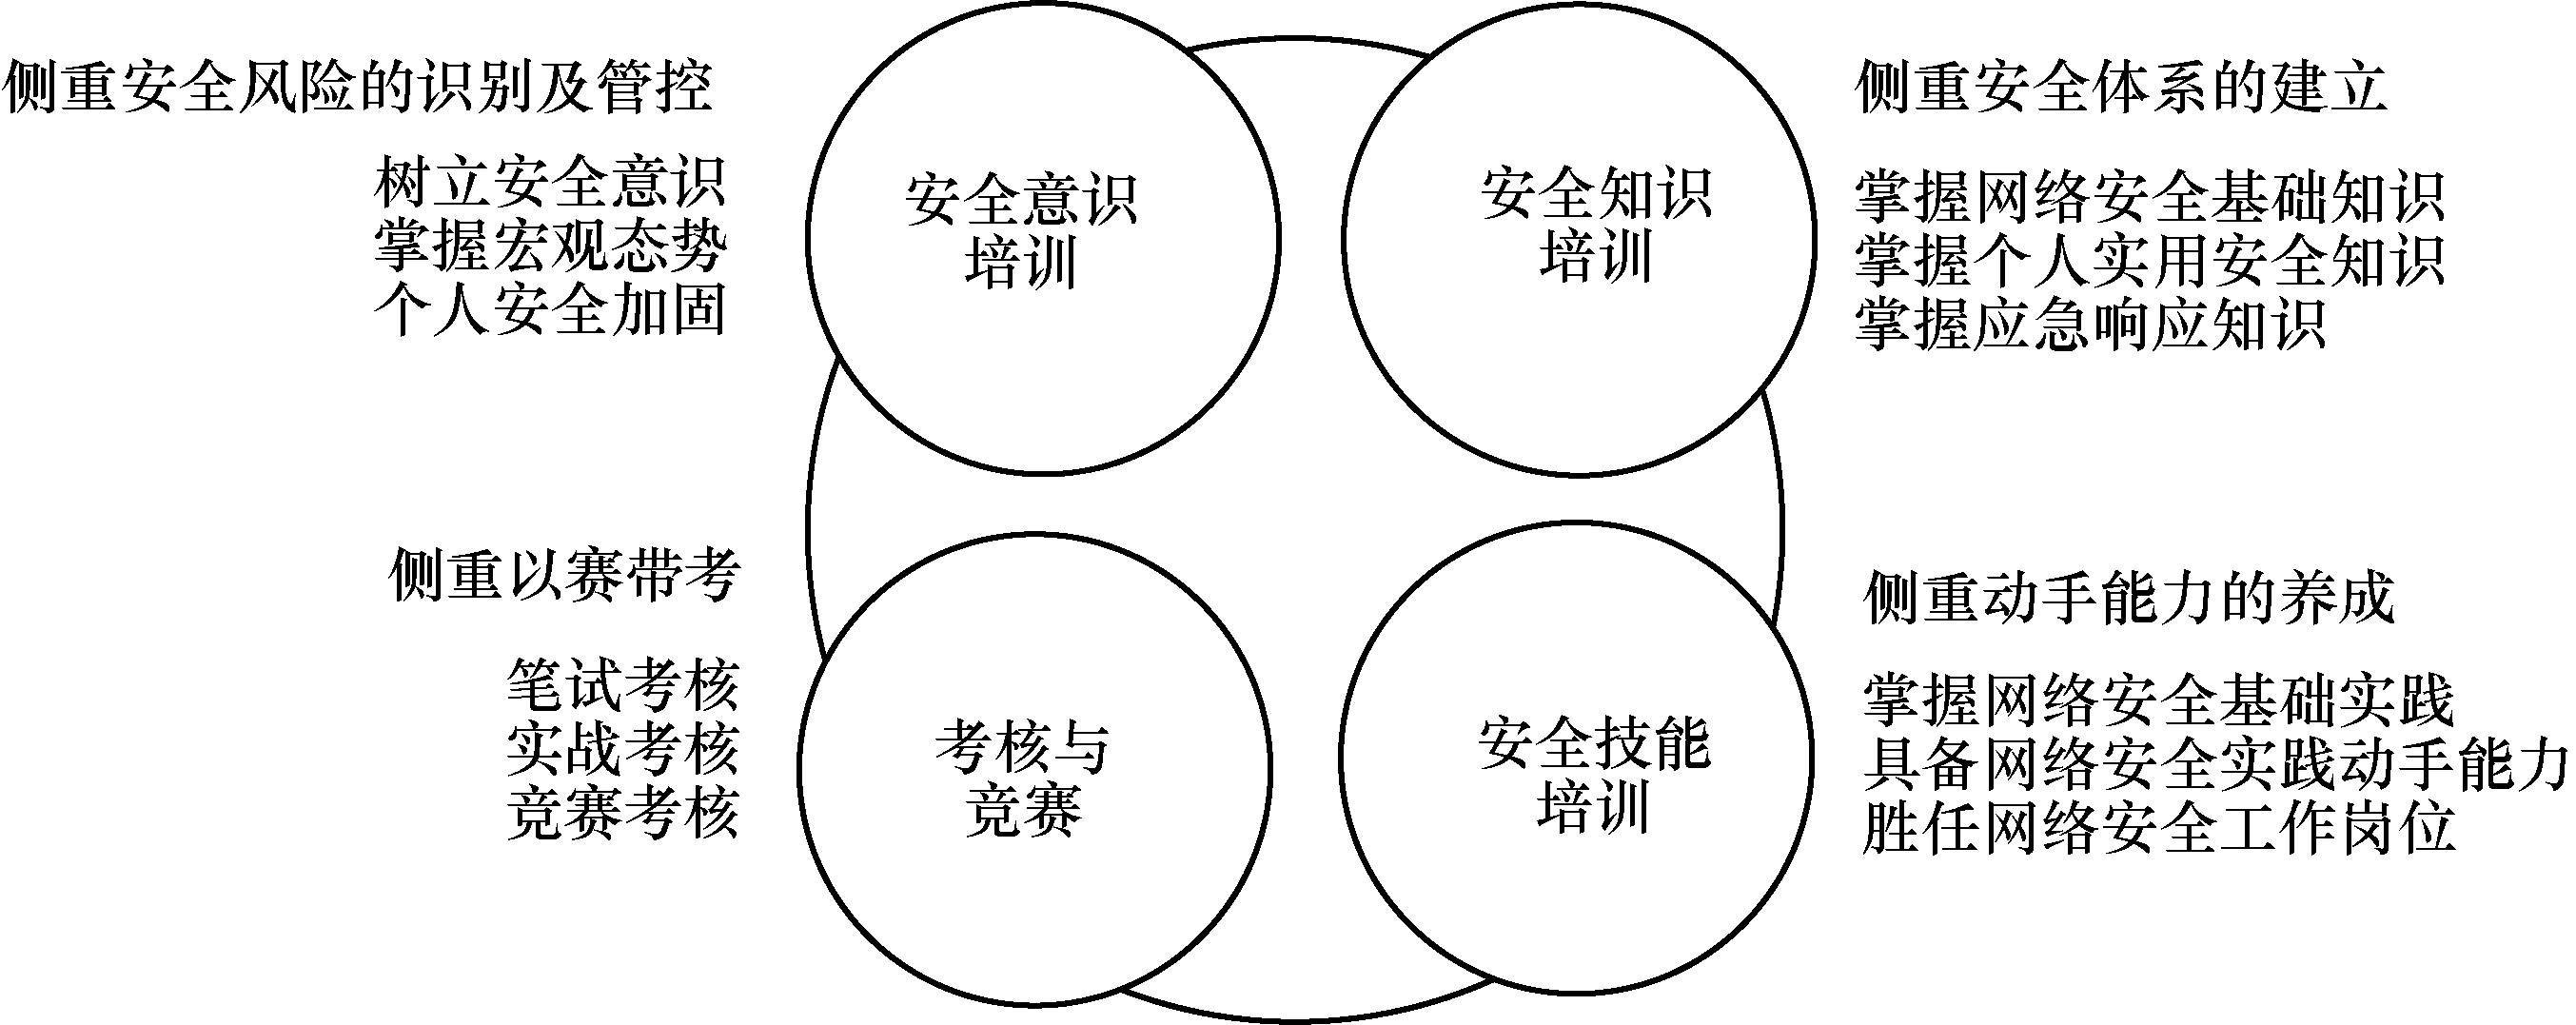 侧重安全风险的识别及管控
树立安全意识
掌握宏观态势
个人安全加固
安全意识
培训
安全知识
培训
侧重安全体系的建立
掌握网络安全基础知识
掌握个人实用安全知识
掌握应急响应知识
侧重以赛带考
笔试考核
实战考核
竞赛考核
考核与
竞赛
安全技能
培训
侧重动手能力的养成
掌握网络安全基础实践
具备网络安全实践动手能力
胜任网络安全工作岗位